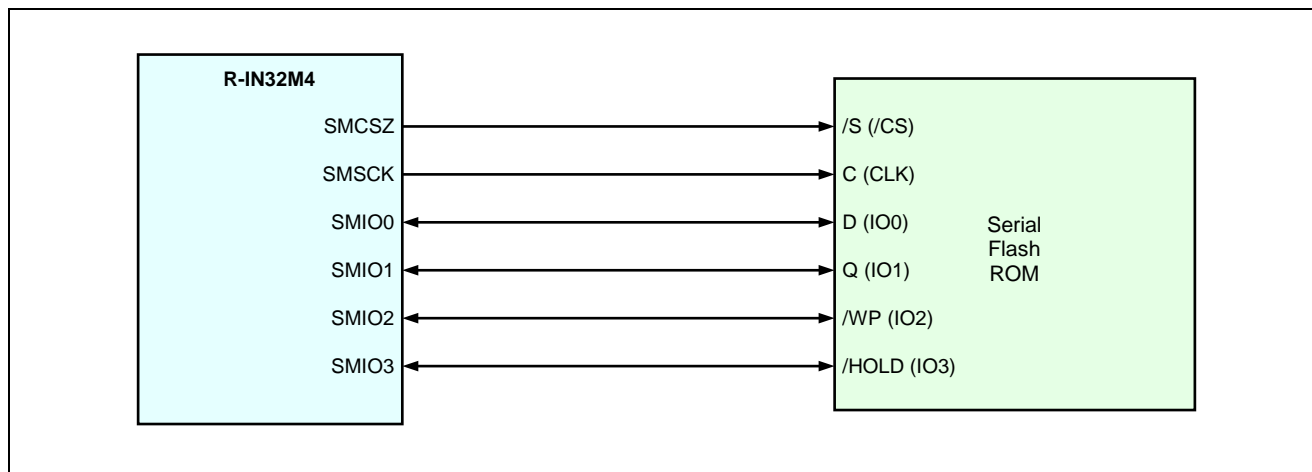 R-IN32M4
SMCSZ
SMSCK
SMIO0
SMIO1
SMIO2
SMIO3
/S (/CS)
C (CLK)
D (IO0)
Q (IO1)
/WP (IO2)
/HOLD (IO3)
Serial
Flash
ROM